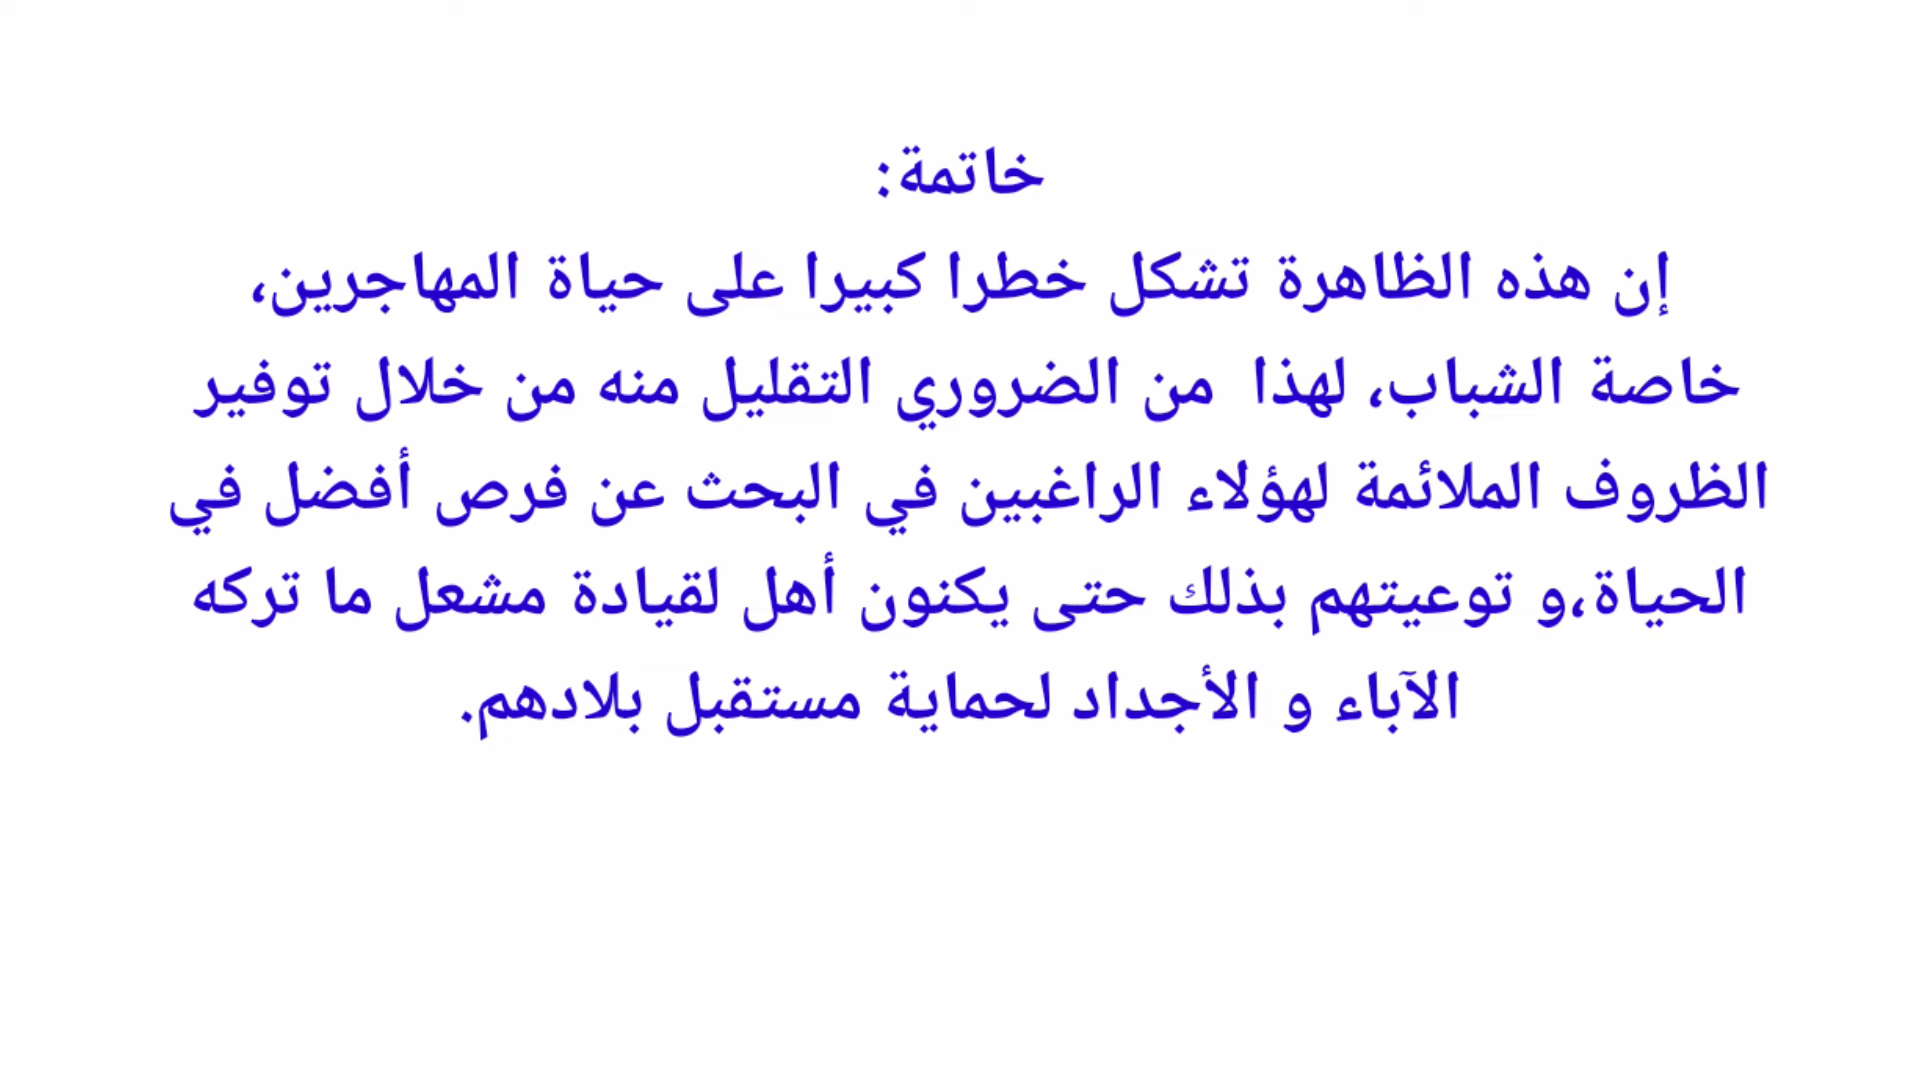 خاتمة:
إن هذه الظاهرة تشكل خطرا كبيرا على حياة المهاجرين،
خاصة الشباب، لهذا  من الضروري التقليل منه من خلال توفير
الظروف الملائمة لهؤلاء الراغبين في البحث عن فرص أفضل في
الحياة،و توعيتهم بذلك حتى يكنون أهل لقيادة مشعل ما تركه
الآباء و الأجداد لحماية مستقبل بلادهم.